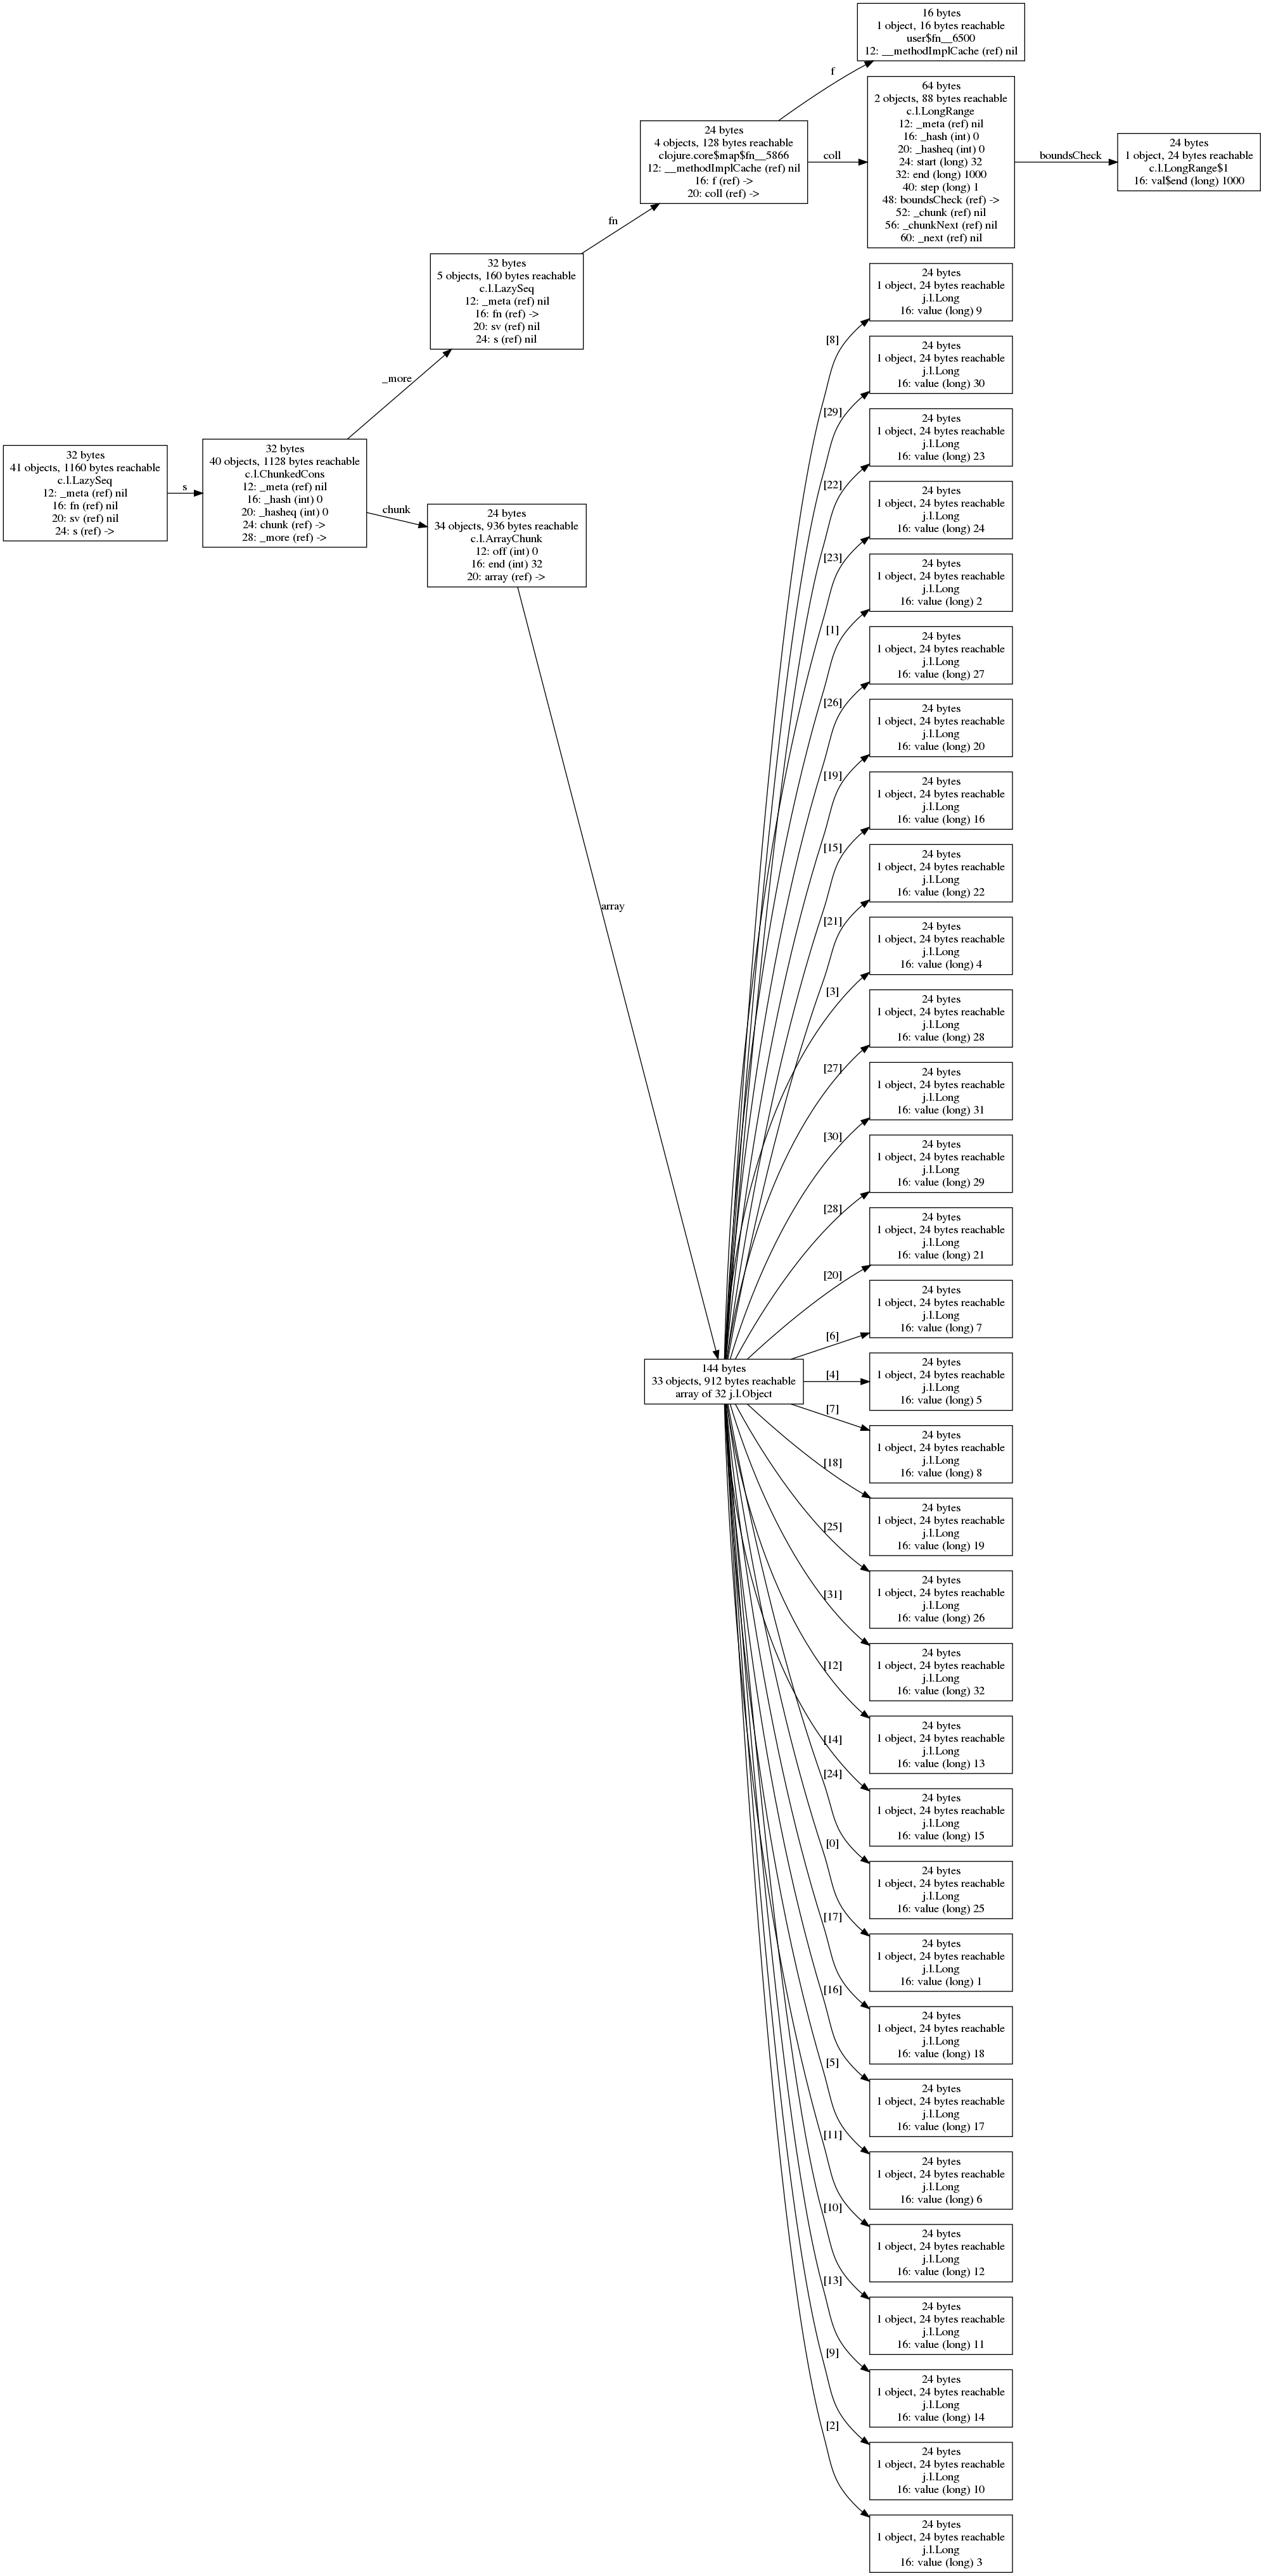 16 bytes
1 object, 16 bytes reachable
user$fn__6500
12: __methodImplCache (ref) nil
f
64 bytes
2 objects, 88 bytes reachable
c.l.LongRange
12: _meta (ref) nil
16: _hash (int) 0
20: _hasheq (int) 0
24: start (long) 32
32: end (long) 1000
40: step (long) 1
48: boundsCheck (ref) ->
52: _chunk (ref) nil
56: _chunkNext (ref) nil
60: _next (ref) nil
24 bytes
4 objects, 128 bytes reachable
clojure.core$map$fn__5866
12: __methodImplCache (ref) nil
16: f (ref) ->
20: coll (ref) ->
coll
boundsCheck
24 bytes
1 object, 24 bytes reachable
c.l.LongRange$1
16: val$end (long) 1000
fn
32 bytes
5 objects, 160 bytes reachable
c.l.LazySeq
12: _meta (ref) nil
16: fn (ref) ->
20: sv (ref) nil
24: s (ref) nil
_more
32 bytes
41 objects, 1160 bytes reachable
c.l.LazySeq
12: _meta (ref) nil
16: fn (ref) nil
20: sv (ref) nil
24: s (ref) ->
s
32 bytes
40 objects, 1128 bytes reachable
c.l.ChunkedCons
12: _meta (ref) nil
16: _hash (int) 0
20: _hasheq (int) 0
24: chunk (ref) ->
28: _more (ref) ->
chunk
24 bytes
34 objects, 936 bytes reachable
c.l.ArrayChunk
12: off (int) 0
16: end (int) 32
20: array (ref) ->
array
144 bytes
33 objects, 912 bytes reachable
array of 32 j.l.Object
[8]
24 bytes
1 object, 24 bytes reachable
j.l.Long
16: value (long) 9
[29]
24 bytes
1 object, 24 bytes reachable
j.l.Long
16: value (long) 30
[22]
24 bytes
1 object, 24 bytes reachable
j.l.Long
16: value (long) 23
[23]
24 bytes
1 object, 24 bytes reachable
j.l.Long
16: value (long) 24
[1]
24 bytes
1 object, 24 bytes reachable
j.l.Long
16: value (long) 2
[26]
24 bytes
1 object, 24 bytes reachable
j.l.Long
16: value (long) 27
[19]
24 bytes
1 object, 24 bytes reachable
j.l.Long
16: value (long) 20
[15]
24 bytes
1 object, 24 bytes reachable
j.l.Long
16: value (long) 16
[21]
24 bytes
1 object, 24 bytes reachable
j.l.Long
16: value (long) 22
[3]
24 bytes
1 object, 24 bytes reachable
j.l.Long
16: value (long) 4
[27]
24 bytes
1 object, 24 bytes reachable
j.l.Long
16: value (long) 28
[30]
24 bytes
1 object, 24 bytes reachable
j.l.Long
16: value (long) 31
[28]
24 bytes
1 object, 24 bytes reachable
j.l.Long
16: value (long) 29
[20]
24 bytes
1 object, 24 bytes reachable
j.l.Long
16: value (long) 21
[6]
24 bytes
1 object, 24 bytes reachable
j.l.Long
16: value (long) 7
[4]
24 bytes
1 object, 24 bytes reachable
j.l.Long
16: value (long) 5
[7]
24 bytes
1 object, 24 bytes reachable
j.l.Long
16: value (long) 8
[18]
24 bytes
1 object, 24 bytes reachable
j.l.Long
16: value (long) 19
[25]
24 bytes
1 object, 24 bytes reachable
j.l.Long
16: value (long) 26
[31]
24 bytes
1 object, 24 bytes reachable
j.l.Long
16: value (long) 32
[12]
24 bytes
1 object, 24 bytes reachable
j.l.Long
16: value (long) 13
[14]
24 bytes
1 object, 24 bytes reachable
j.l.Long
16: value (long) 15
[24]
24 bytes
1 object, 24 bytes reachable
j.l.Long
16: value (long) 25
[0]
24 bytes
1 object, 24 bytes reachable
j.l.Long
16: value (long) 1
[17]
24 bytes
1 object, 24 bytes reachable
j.l.Long
16: value (long) 18
[16]
24 bytes
1 object, 24 bytes reachable
j.l.Long
16: value (long) 17
[5]
24 bytes
1 object, 24 bytes reachable
j.l.Long
16: value (long) 6
[11]
24 bytes
1 object, 24 bytes reachable
j.l.Long
16: value (long) 12
[10]
24 bytes
1 object, 24 bytes reachable
j.l.Long
16: value (long) 11
[13]
24 bytes
1 object, 24 bytes reachable
j.l.Long
16: value (long) 14
[9]
24 bytes
1 object, 24 bytes reachable
j.l.Long
16: value (long) 10
[2]
24 bytes
1 object, 24 bytes reachable
j.l.Long
16: value (long) 3